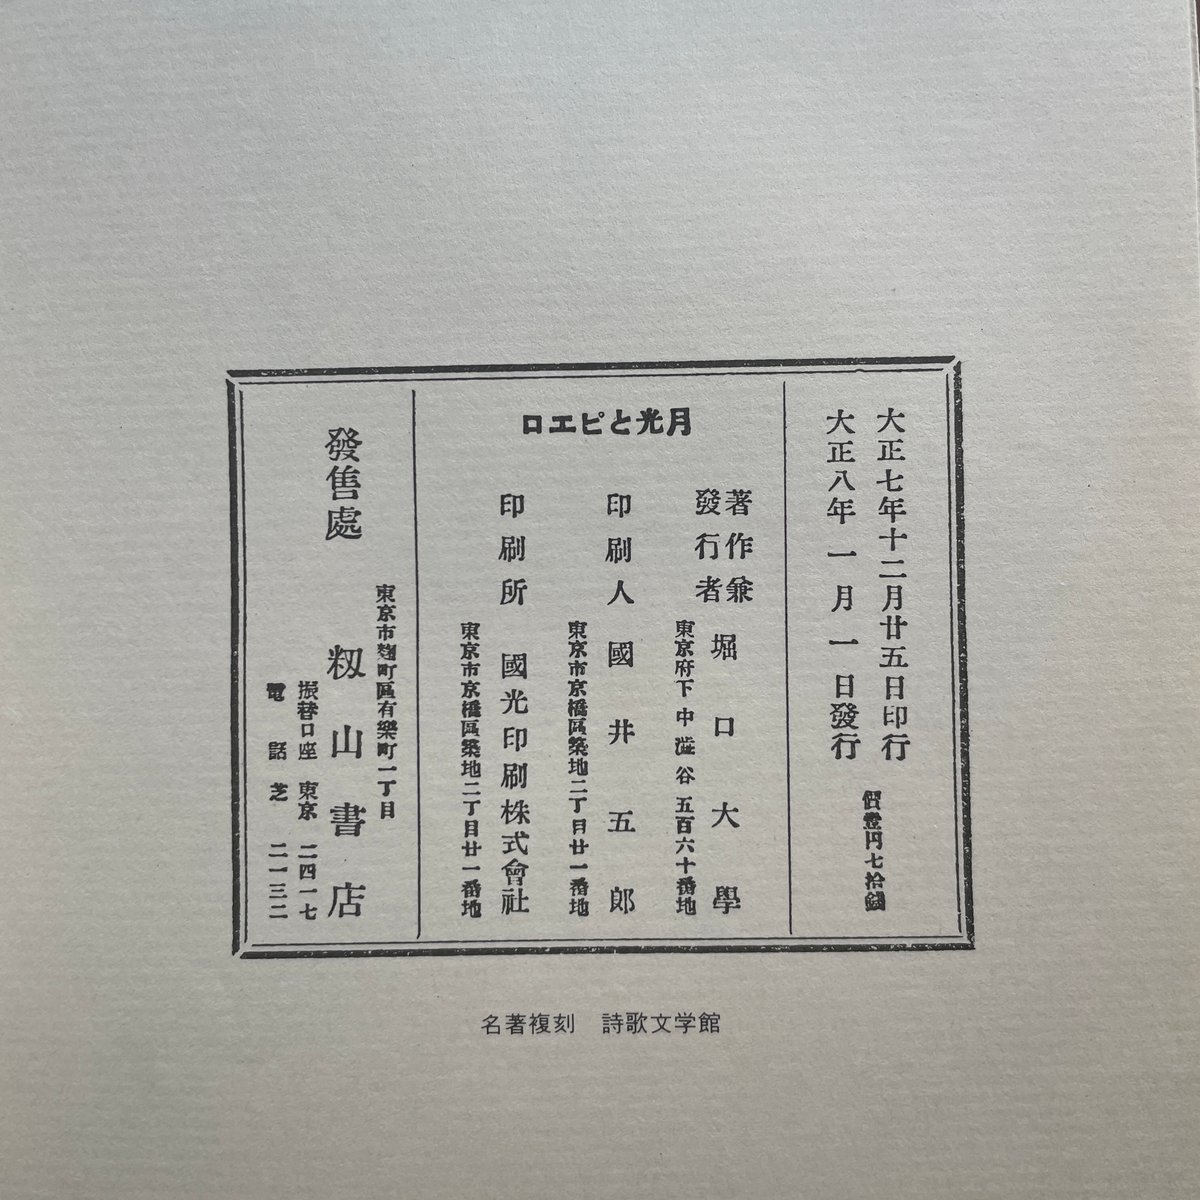 大正七年十二月廿五日印行
大正八年一月一日發行
價壹円七拾錢
月光とピエロ
著作兼
發行者
堀口大學
東京府下中澁谷五百六十番地
印刷人
國井五郎
東京市京橋區築地二丁目廿一番地
印刷所
國光印刷株式會社
東京市京橋區築地二丁目廿一番地
發售處
東京市麹町區有樂町一丁目
籾山書店
振替口座 東京 二四一七
電話 芝 二一三二
名著複刻 詩歌文学館